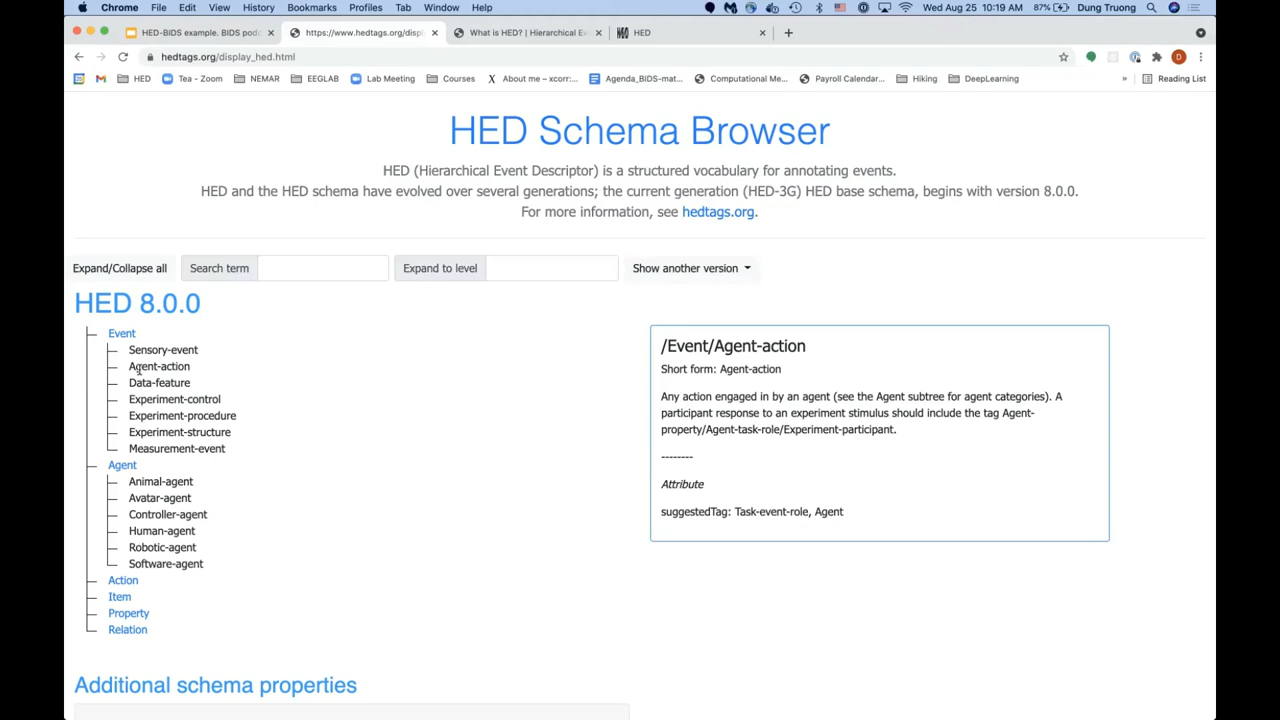 Chrome File Edit View History Bookmarks Profiles Tab Window Help Wed Aug 25 10:19 AM 87% Dung Truong
HED-BIDS example. BIDS pod × https://www.hedtags.org/displ × What is HED? | Hierarchical Ev × HED × +
hedtags.org/display_hed.html D
HED Tea - Zoom NEMAR EEGLAB Lab Meeting Courses About me – xcorr:... Agenda_BIDS-mat... Computational Me... Payroll Calendar... Hiking DeepLearning » Reading List
HED Schema Browser
HED (Hierarchical Event Descriptor) is a structured vocabulary for annotating events.
HED and the HED schema have evolved over several generations; the current generation (HED-3G) HED base schema, begins with version 8.0.0.
For more information, see hedtags.org.
Expand/Collapse all Search term Expand to level Show another version
HED 8.0.0
Event
Sensory-event
Agent-action
Data-feature
Experiment-control
Experiment-procedure
Experiment-structure
Measurement-event
Agent
Animal-agent
Avatar-agent
Controller-agent
Human-agent
Robotic-agent
Software-agent
Action
Item
Property
Relation
/Event/Agent-action
Short form: Agent-action
Any action engaged in by an agent (see the Agent subtree for agent categories). A
participant response to an experiment stimulus should include the tag Agent-
property/Agent-task-role/Experiment-participant.
--------
Attribute
suggestedTag: Task-event-role, Agent
Additional schema properties